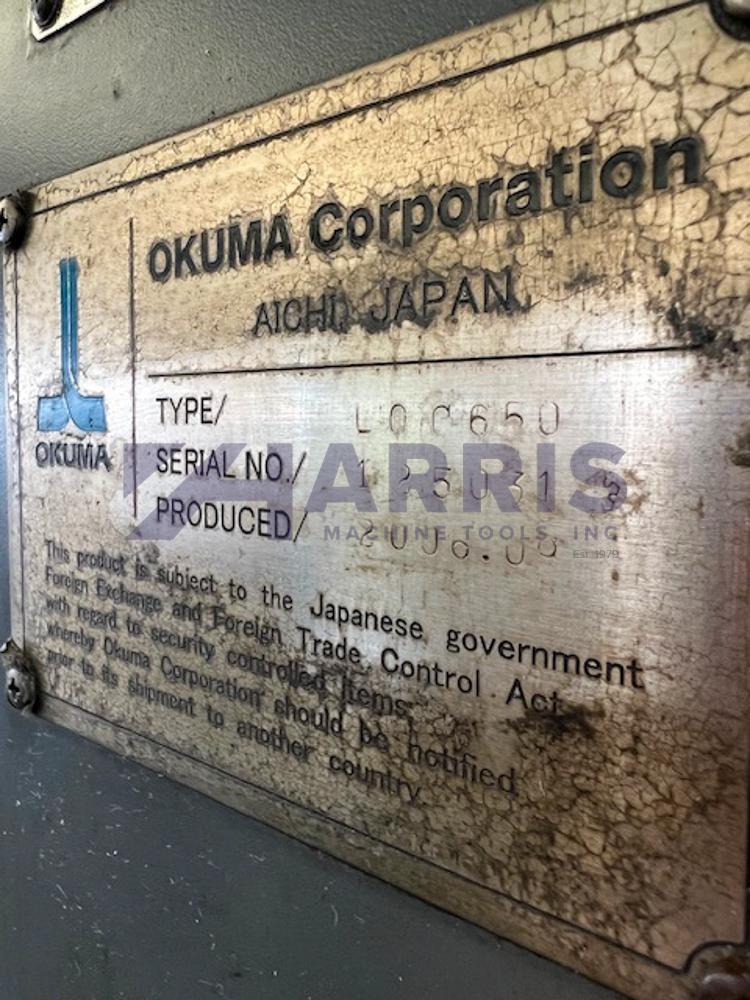 OKUMA Corporation
AICHI, JAPAN
OKUMA
TYPE/
SERIAL NO./
PRODUCED/
HARRIS
MACHINE TOOLS, INC
Est. 1979
This product is subject to the Japanese government
Foreign Exchange and Foreign Trade Control Act
with regard to security controlled items,
whereby Okuma Corporation should be notified
prior to its shipment to another country.